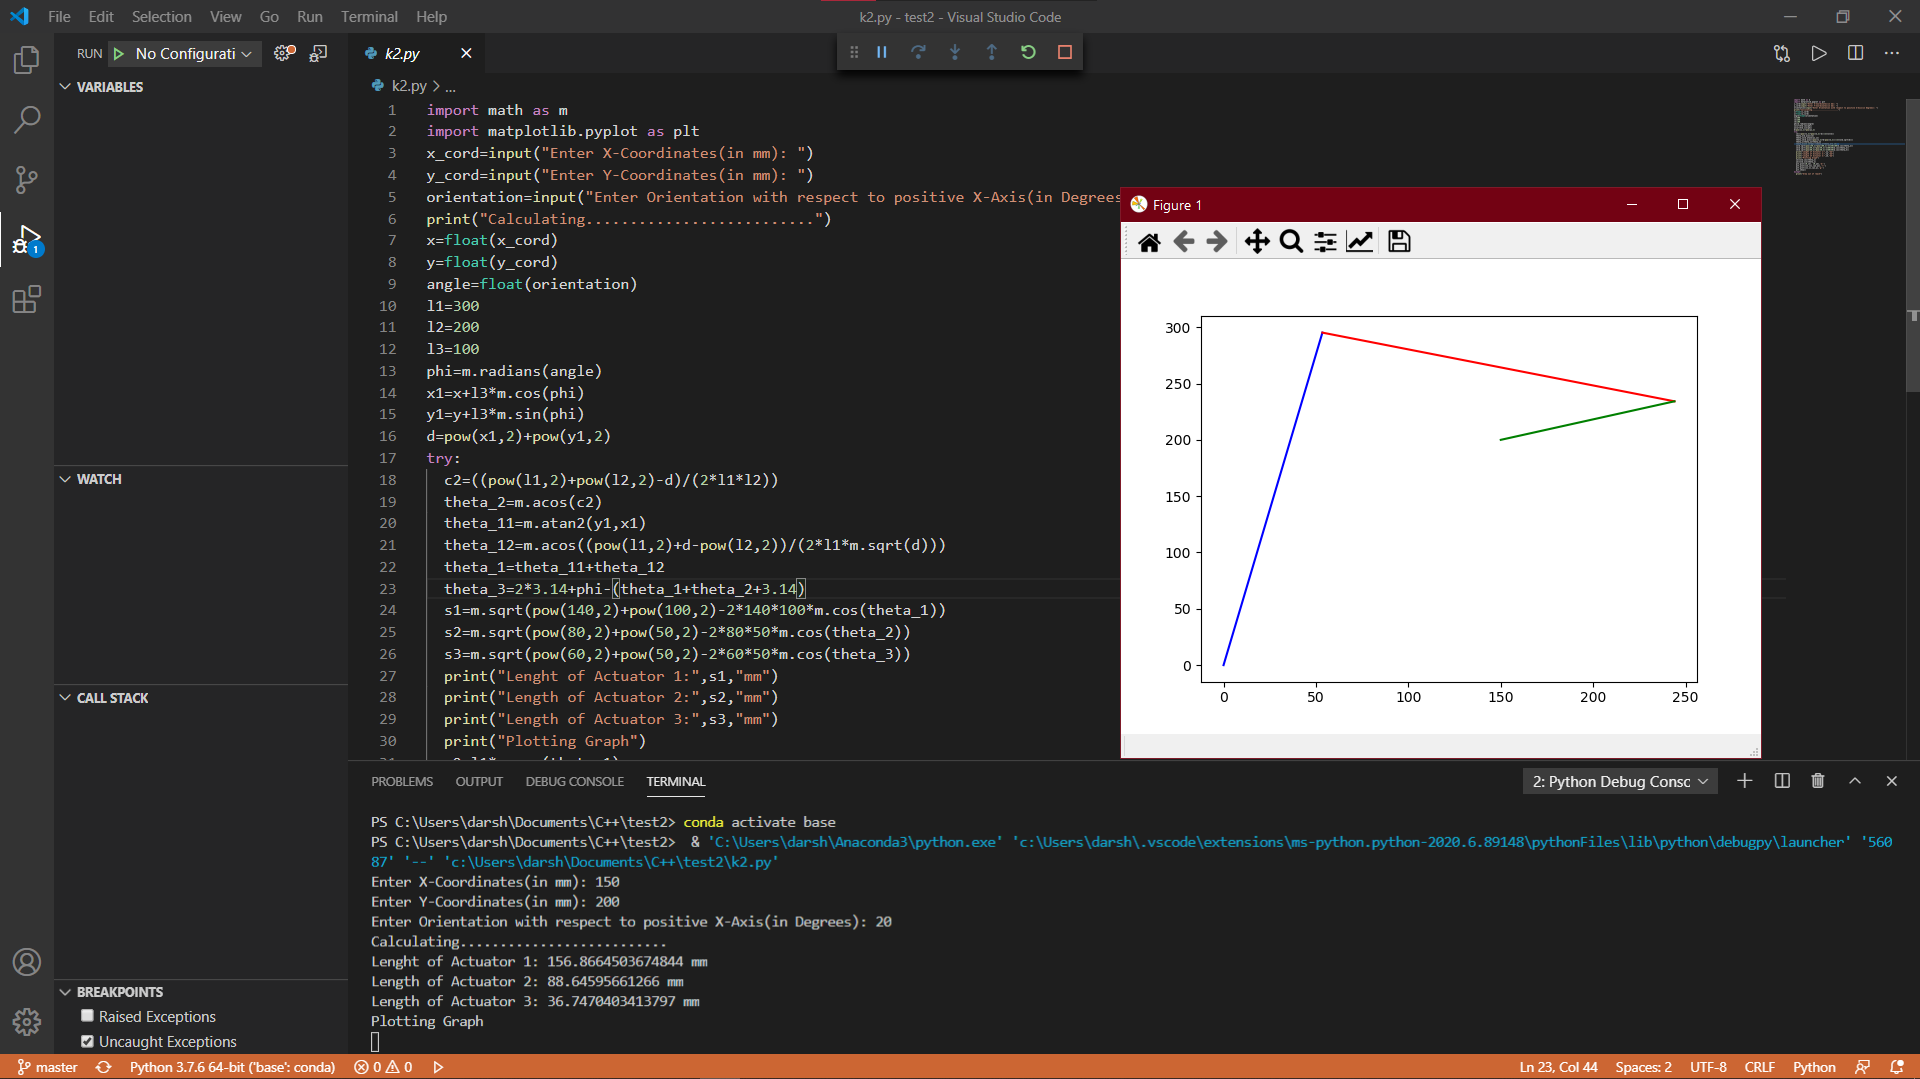 File Edit Selection View Go Run Terminal Help
k2.py - test2 - Visual Studio Code
RUN No Configurati
k2.py
VARIABLES
k2.py > ...
1 import math as m
2 import matplotlib.pyplot as plt
3 x_cord=input("Enter X-Coordinates(in mm): ")
4 y_cord=input("Enter Y-Coordinates(in mm): ")
5 orientation=input("Enter Orientation with respect to positive X-Axis(in Degrees
6 print("Calculating..........................")
7 x=float(x_cord)
8 y=float(y_cord)
9 angle=float(orientation)
10 l1=300
11 l2=200
12 l3=100
13 phi=m.radians(angle)
14 x1=x+l3*m.cos(phi)
15 y1=y+l3*m.sin(phi)
16 d=pow(x1,2)+pow(y1,2)
17 try:
18 c2=((pow(l1,2)+pow(l2,2)-d)/(2*l1*l2))
19 theta_2=m.acos(c2)
20 theta_11=m.atan2(y1,x1)
21 theta_12=m.acos((pow(l1,2)+d-pow(l2,2))/(2*l1*m.sqrt(d)))
22 theta_1=theta_11+theta_12
23 theta_3=2*3.14+phi-(theta_1+theta_2+3.14)
24 s1=m.sqrt(pow(140,2)+pow(100,2)-2*140*100*m.cos(theta_1))
25 s2=m.sqrt(pow(80,2)+pow(50,2)-2*80*50*m.cos(theta_2))
26 s3=m.sqrt(pow(60,2)+pow(50,2)-2*60*50*m.cos(theta_3))
27 print("Lenght of Actuator 1:",s1,"mm")
28 print("Length of Actuator 2:",s2,"mm")
29 print("Length of Actuator 3:",s3,"mm")
30 print("Plotting Graph")
Figure 1
300
250
200
150
100
50
0
0 50 100 150 200 250
1
WATCH
CALL STACK
BREAKPOINTS
Raised Exceptions
Uncaught Exceptions
PROBLEMS OUTPUT DEBUG CONSOLE TERMINAL
2: Python Debug Consc
PS C:\Users\darsh\Documents\C++\test2> conda activate base
PS C:\Users\darsh\Documents\C++\test2> & 'C:\Users\darsh\Anaconda3\python.exe' 'c:\Users\darsh\.vscode\extensions\ms-python.python-2020.6.89148\pythonFiles\lib\python\debugpy\launcher' '560
87' '--' 'c:\Users\darsh\Documents\C++\test2\k2.py'
Enter X-Coordinates(in mm): 150
Enter Y-Coordinates(in mm): 200
Enter Orientation with respect to positive X-Axis(in Degrees): 20
Calculating..........................
Lenght of Actuator 1: 156.8664503674844 mm
Length of Actuator 2: 88.64595661266 mm
Length of Actuator 3: 36.7470403413797 mm
Plotting Graph
master Python 3.7.6 64-bit ('base': conda) 0 0
Ln 23, Col 44 Spaces: 2 UTF-8 CRLF Python